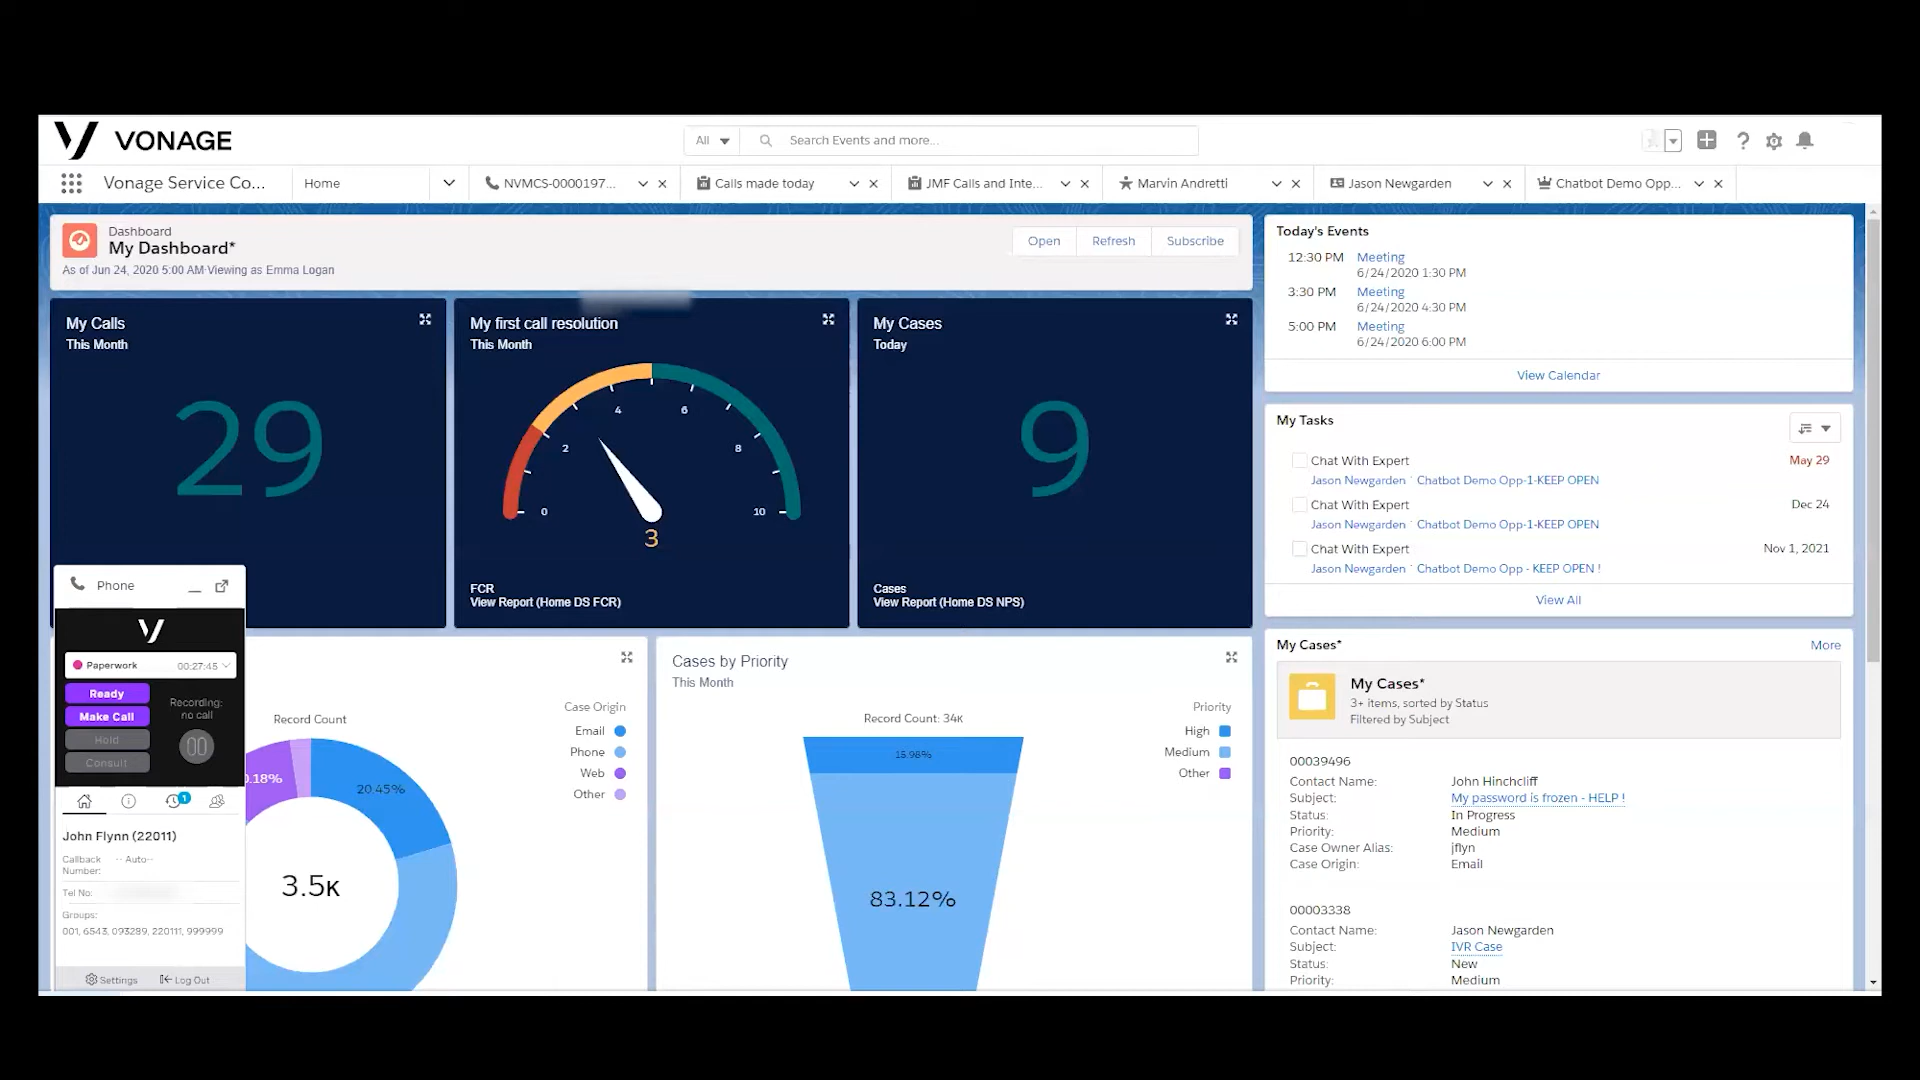 VONAGE
All
Search Events and more...
Vonage Service Co...
Home
NVMCS-0000197...
Calls made today
JMF Calls and Inte...
Marvin Andretti
Jason Newgarden
Chatbot Demo Opp...
Dashboard
My Dashboard*
As of Jun 24, 2020 5:00 AM·Viewing as Emma Logan
Open
Refresh
Subscribe
My Calls
This Month
29
My first call resolution
This Month
0
2
4
6
8
10
3
FCR
View Report (Home DS FCR)
My Cases
Today
9
Cases
View Report (Home DS NPS)
Phone
Paperwork 00:27:45
Ready
Make Call
Hold
Consult
Recording:
no call
1
John Flynn (22011)
Callback
Number:
-- Auto--
Tel No:
Groups:
001, 6543, 093289, 220111, 999999
Settings
Log Out
Record Count
20.45%
3.5K
Case Origin
Email
Phone
Web
Other
Cases by Priority
This Month
Record Count: 34K
15.98%
83.12%
Priority
High
Medium
Other
Today's Events
12:30 PM Meeting
6/24/2020 1:30 PM
3:30 PM Meeting
6/24/2020 4:30 PM
5:00 PM Meeting
6/24/2020 6:00 PM
View Calendar
My Tasks
Chat With Expert May 29
Jason Newgarden Chatbot Demo Opp-1-KEEP OPEN
Chat With Expert Dec 24
Jason Newgarden Chatbot Demo Opp-1-KEEP OPEN
Chat With Expert Nov 1, 2021
Jason Newgarden Chatbot Demo Opp - KEEP OPEN !
View All
My Cases* More
My Cases*
3+ items, sorted by Status
Filtered by Subject
00039496
Contact Name: John Hinchcliff
Subject: My password is frozen - HELP !
Status: In Progress
Priority: Medium
Case Owner Alias: jflyn
Case Origin: Email
00003338
Contact Name: Jason Newgarden
Subject: IVR Case
Status: New
Priority: Medium